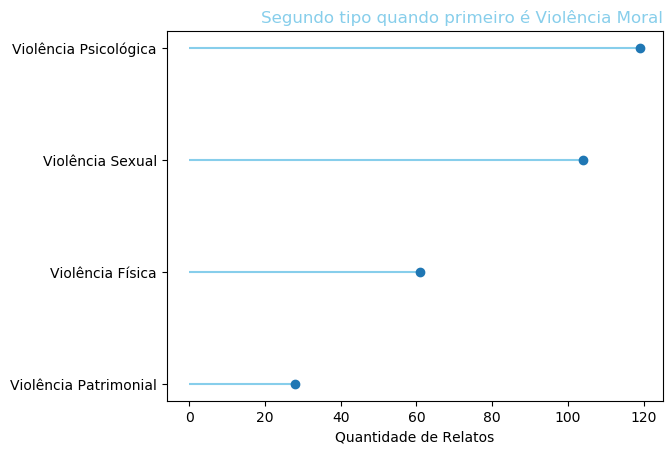 Segundo tipo quando primeiro é Violência Moral
Violência Psicológica
Violência Sexual
Violência Física
Violência Patrimonial
0 20 40 60 80 100 120
Quantidade de Relatos